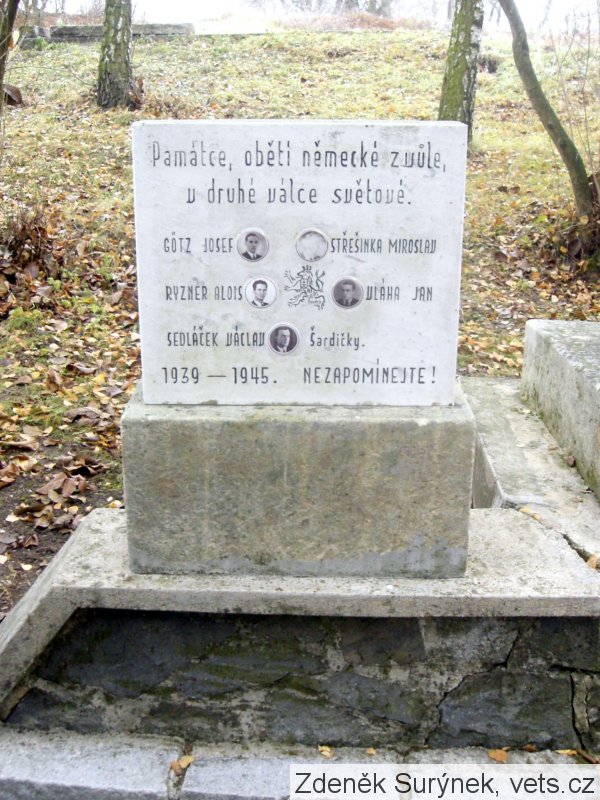 Památce, oběti německé zvůle,
v druhé válce světové.
GÖTZ JOSEF STŘEŠINKA MIROSLAV
RYZNER ALOIS VLÁHA JAN
SEDLÁČEK VÁCLAV Šardičky.
1939 — 1945. NEZAPOMÍNEJTE!
Zdeněk Surýnek, vets.cz